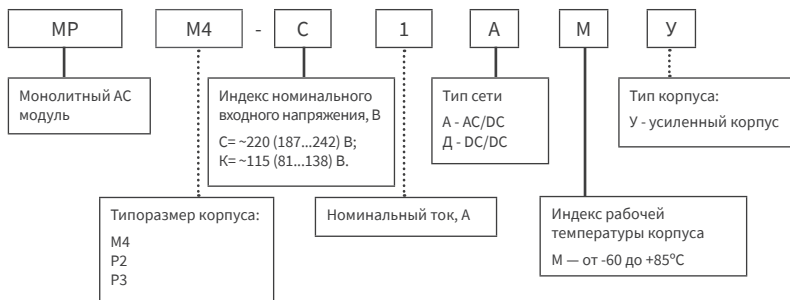 МР М4 - С 1 А М У
Монолитный АС
модуль
Индекс номинального
входного напряжения, В
С= ~220 (187...242) В;
К= ~115 (81...138) В.
Тип сети
А - AC/DC
Д - DC/DC
Тип корпуса:
У - усиленный корпус
Типоразмер корпуса:
М4
Р2
Р3
Номинальный ток, А
Индекс рабочей
температуры корпуса
М — от -60 до +85°С